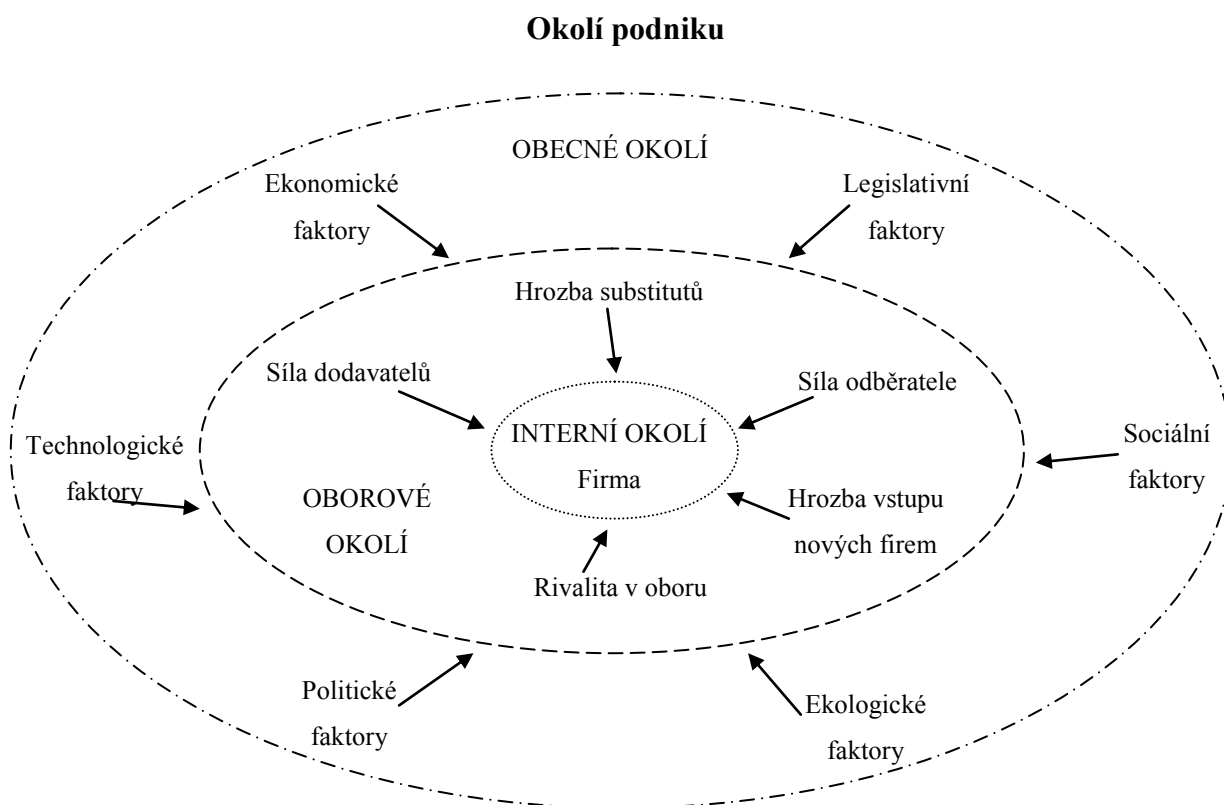 Okolí podniku
OBECNÉ OKOLÍ
Ekonomické
faktory
Legislativní
faktory
Hrozba substitutů
Síla dodavatelů
Síla odběratele
INTERNÍ OKOLÍ
Firma
Technologické
faktory
Sociální
faktory
OBOROVÉ
OKOLÍ
Hrozba vstupu
nových firem
Rivalita v oboru
Politické
faktory
Ekologické
faktory